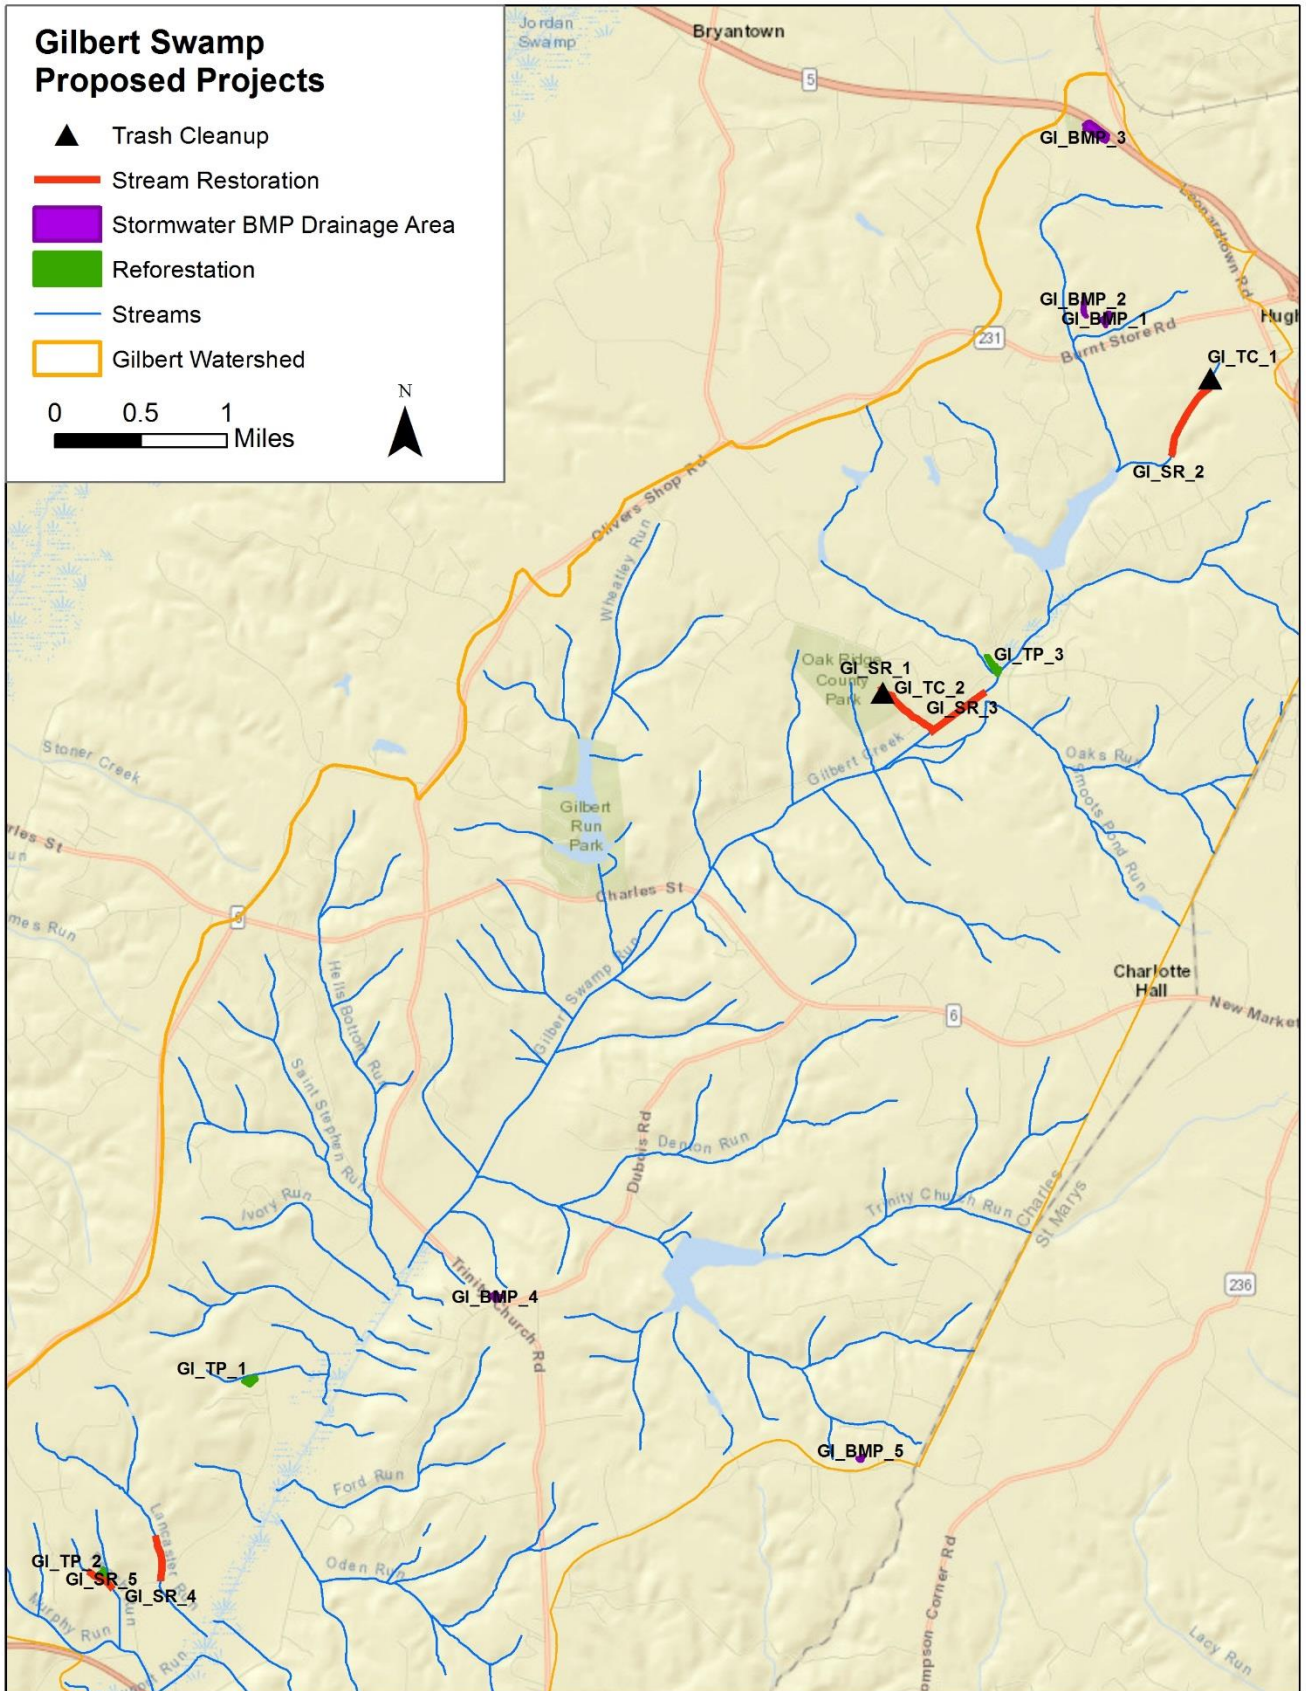 Gilbert Swamp
Proposed Projects
Trash Cleanup
Stream Restoration
Stormwater BMP Drainage Area
Reforestation
Streams
Gilbert Watershed
0 0.5 1
Miles
N
Jordan
Swamp
Bryantown
5
GI_BMP_3
Leonardtown Rd
GI_BMP_2
GI_BMP_1
Burnt Store Rd
231
GI_TC_1
GI_SR_2
Olivers Shop Rd
Wheatley Run
Oak Ridge
County
Park
GI_SR_1
GI_TC_2
GI_SR_3
GI_TP_3
Gilbert Creek
Oaks Run
Smoots Pond Run
Stoner Creek
Gilbert
Run
Park
Charles St
6
Hells Bottom Run
Gilbert Swamp Run
Charlotte
Hall
6
New Market
Saint Stephen Run
Dubois Rd
Denton Run
Ivory Run
Trinity Church Run
Charles
St Marys
Trinity Church Rd
GI_BMP_4
236
GI_TP_1
GI_BMP_5
Ford Run
Lancaster Run
Oden Run
GI_TP_2
GI_SR_5
GI_SR_4
Murphy Run
Lacy Run